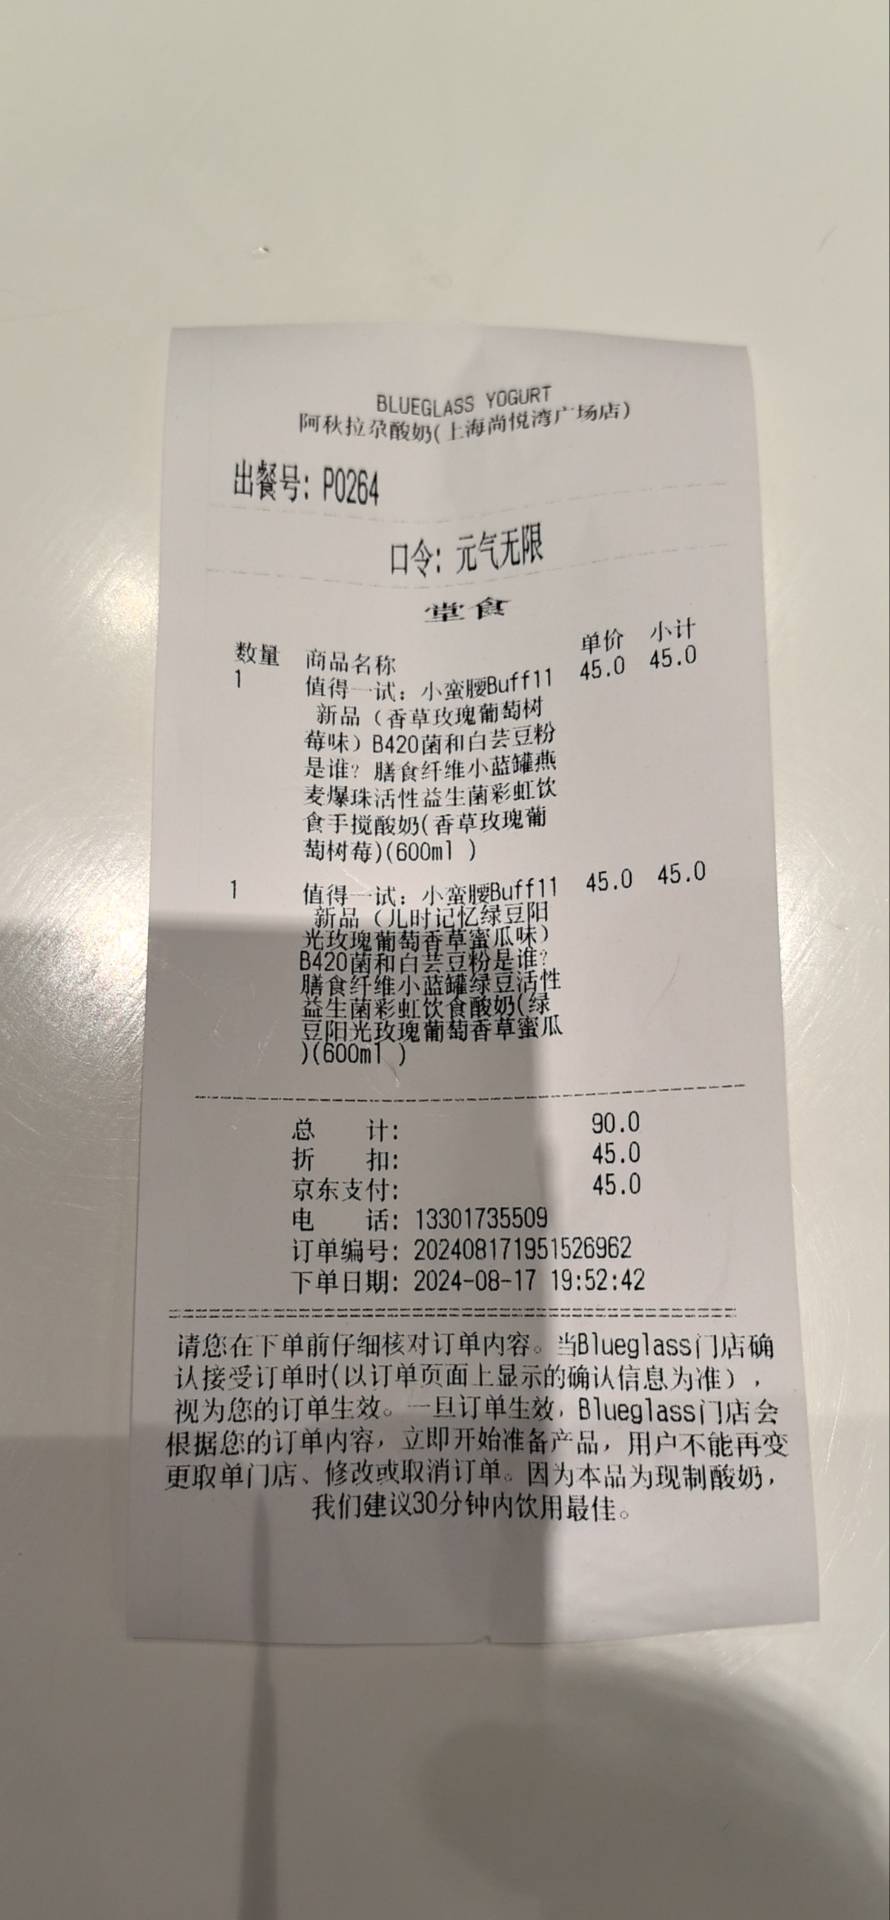 BLUEGLASS YOGURT
阿秋拉尕酸奶(上海尚悦湾广场店)
出餐号: P0264
口令: 元气无限
堂食
数量 商品名称 单价 小计
1 值得一试: 小蛮腰Buff11 45.0 45.0
新品（香草玫瑰葡萄树
莓味）B420菌和白芸豆粉
是谁？膳食纤维小蓝罐燕
麦爆珠活性益生菌彩虹饮
食手搅酸奶(香草玫瑰葡
萄树莓)(600ml )
1 值得一试: 小蛮腰Buff11 45.0 45.0
新品（儿时记忆绿豆阳
光玫瑰葡萄香草蜜瓜味）
B420菌和白芸豆粉是谁？
膳食纤维小蓝罐绿豆活性
益生菌彩虹饮食酸奶(绿
豆阳光玫瑰葡萄香草蜜瓜
)(600ml )
总 计: 90.0
折 扣: 45.0
京东支付: 45.0
电 话: 13301735509
订单编号: 202408171951526962
下单日期: 2024-08-17 19:52:42
请您在下单前仔细核对订单内容。当Blueglass门店确
认接受订单时(以订单页面上显示的确认信息为准），
视为您的订单生效。一旦订单生效，Blueglass门店会
根据您的订单内容，立即开始准备产品，用户不能再变
更取单门店、修改或取消订单。因为本品为现制酸奶，
我们建议30分钟内饮用最佳。